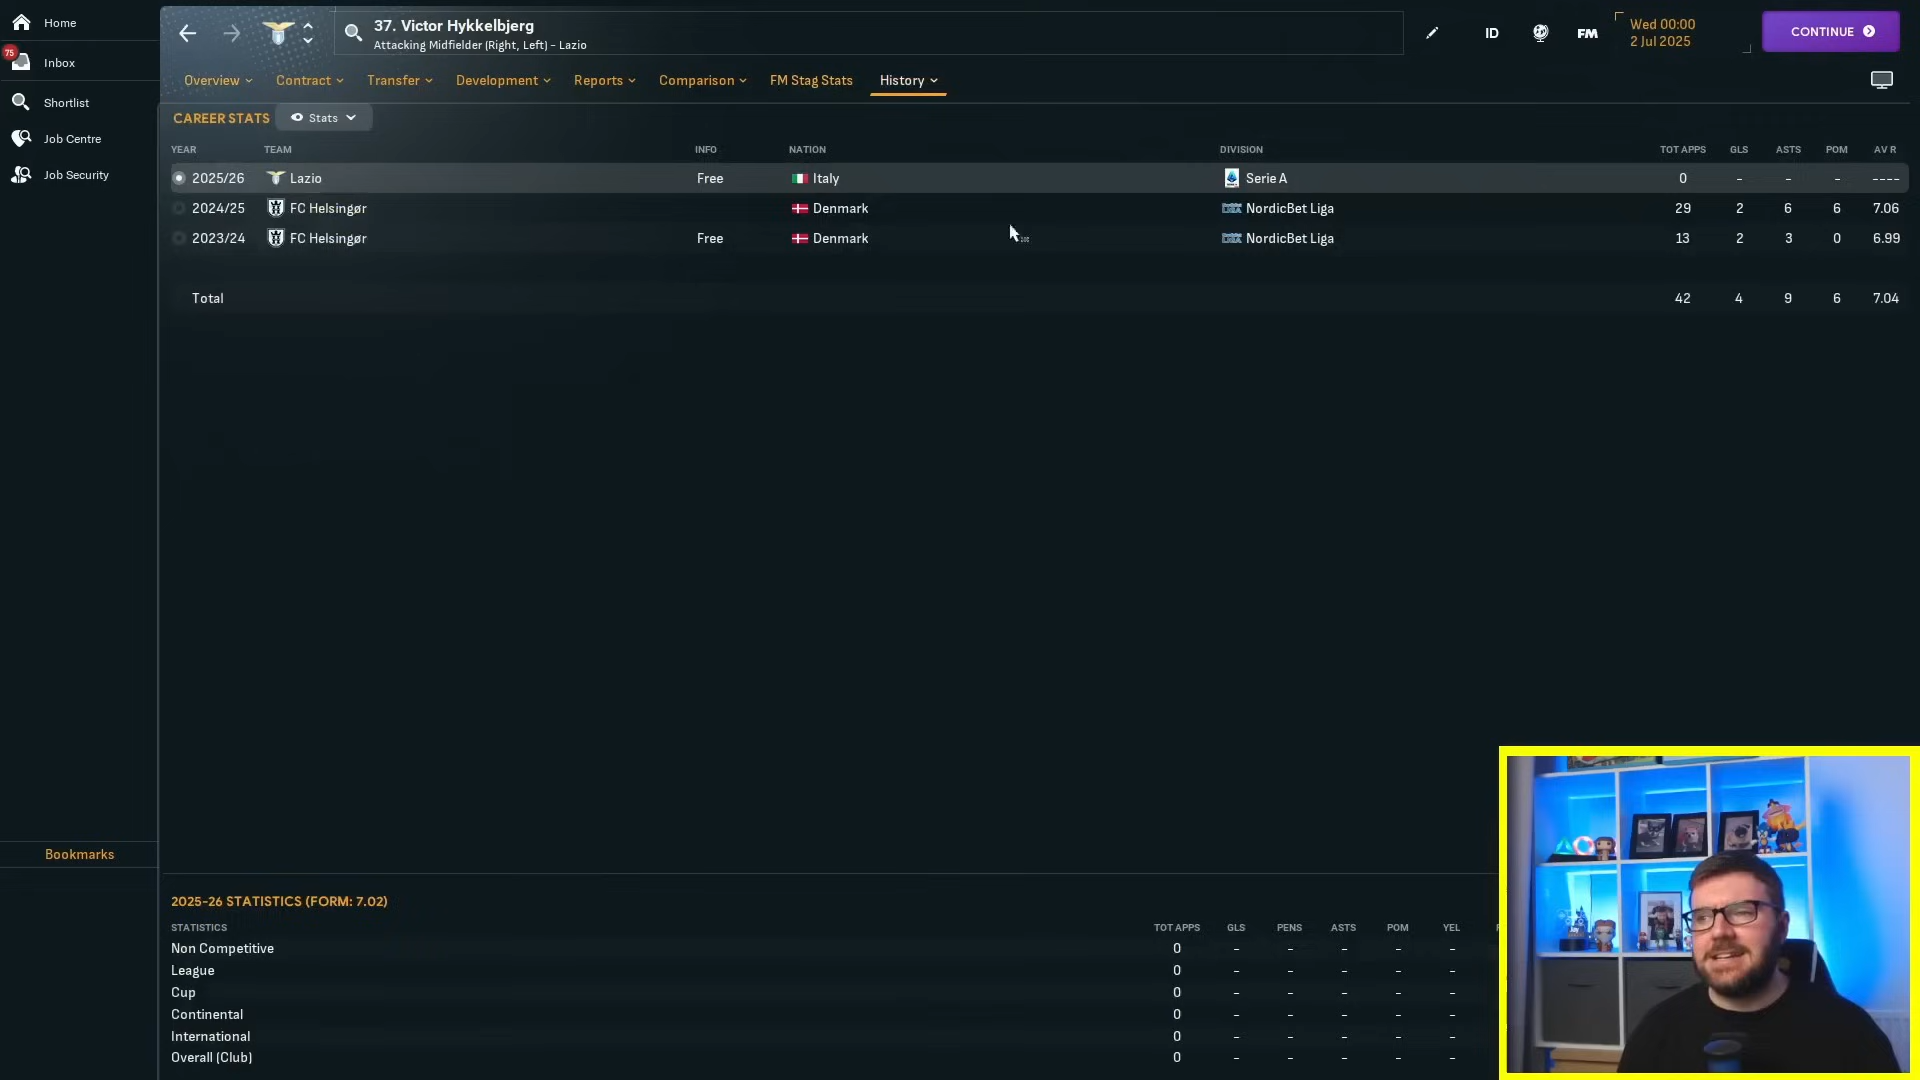 Home
75
Inbox
Shortlist
Job Centre
Job Security
Bookmarks
37. Victor Hykkelbjerg
Attacking Midfielder (Right, Left) - Lazio
ID
FM
Wed 00:00
2 Jul 2025
CONTINUE
Overview
Contract
Transfer
Development
Reports
Comparison
FM Stag Stats
History
CAREER STATS
Stats
YEAR TEAM INFO NATION DIVISION TOT APPS GLS ASTS POM AV R
2025/26 Lazio Free Italy Serie A 0 - - - ----
2024/25 FC Helsingør Denmark NordicBet Liga 29 2 6 6 7.06
2023/24 FC Helsingør Free Denmark NordicBet Liga 13 2 3 0 6.99
Total 42 4 9 6 7.04
2025-26 STATISTICS (FORM: 7.02)
STATISTICS TOT APPS GLS PENS ASTS POM YEL
Non Competitive 0 - - - - -
League 0 - - - - -
Cup 0 - - - - -
Continental 0 - - - - -
International 0 - - - - -
Overall (Club) 0 - - - - -